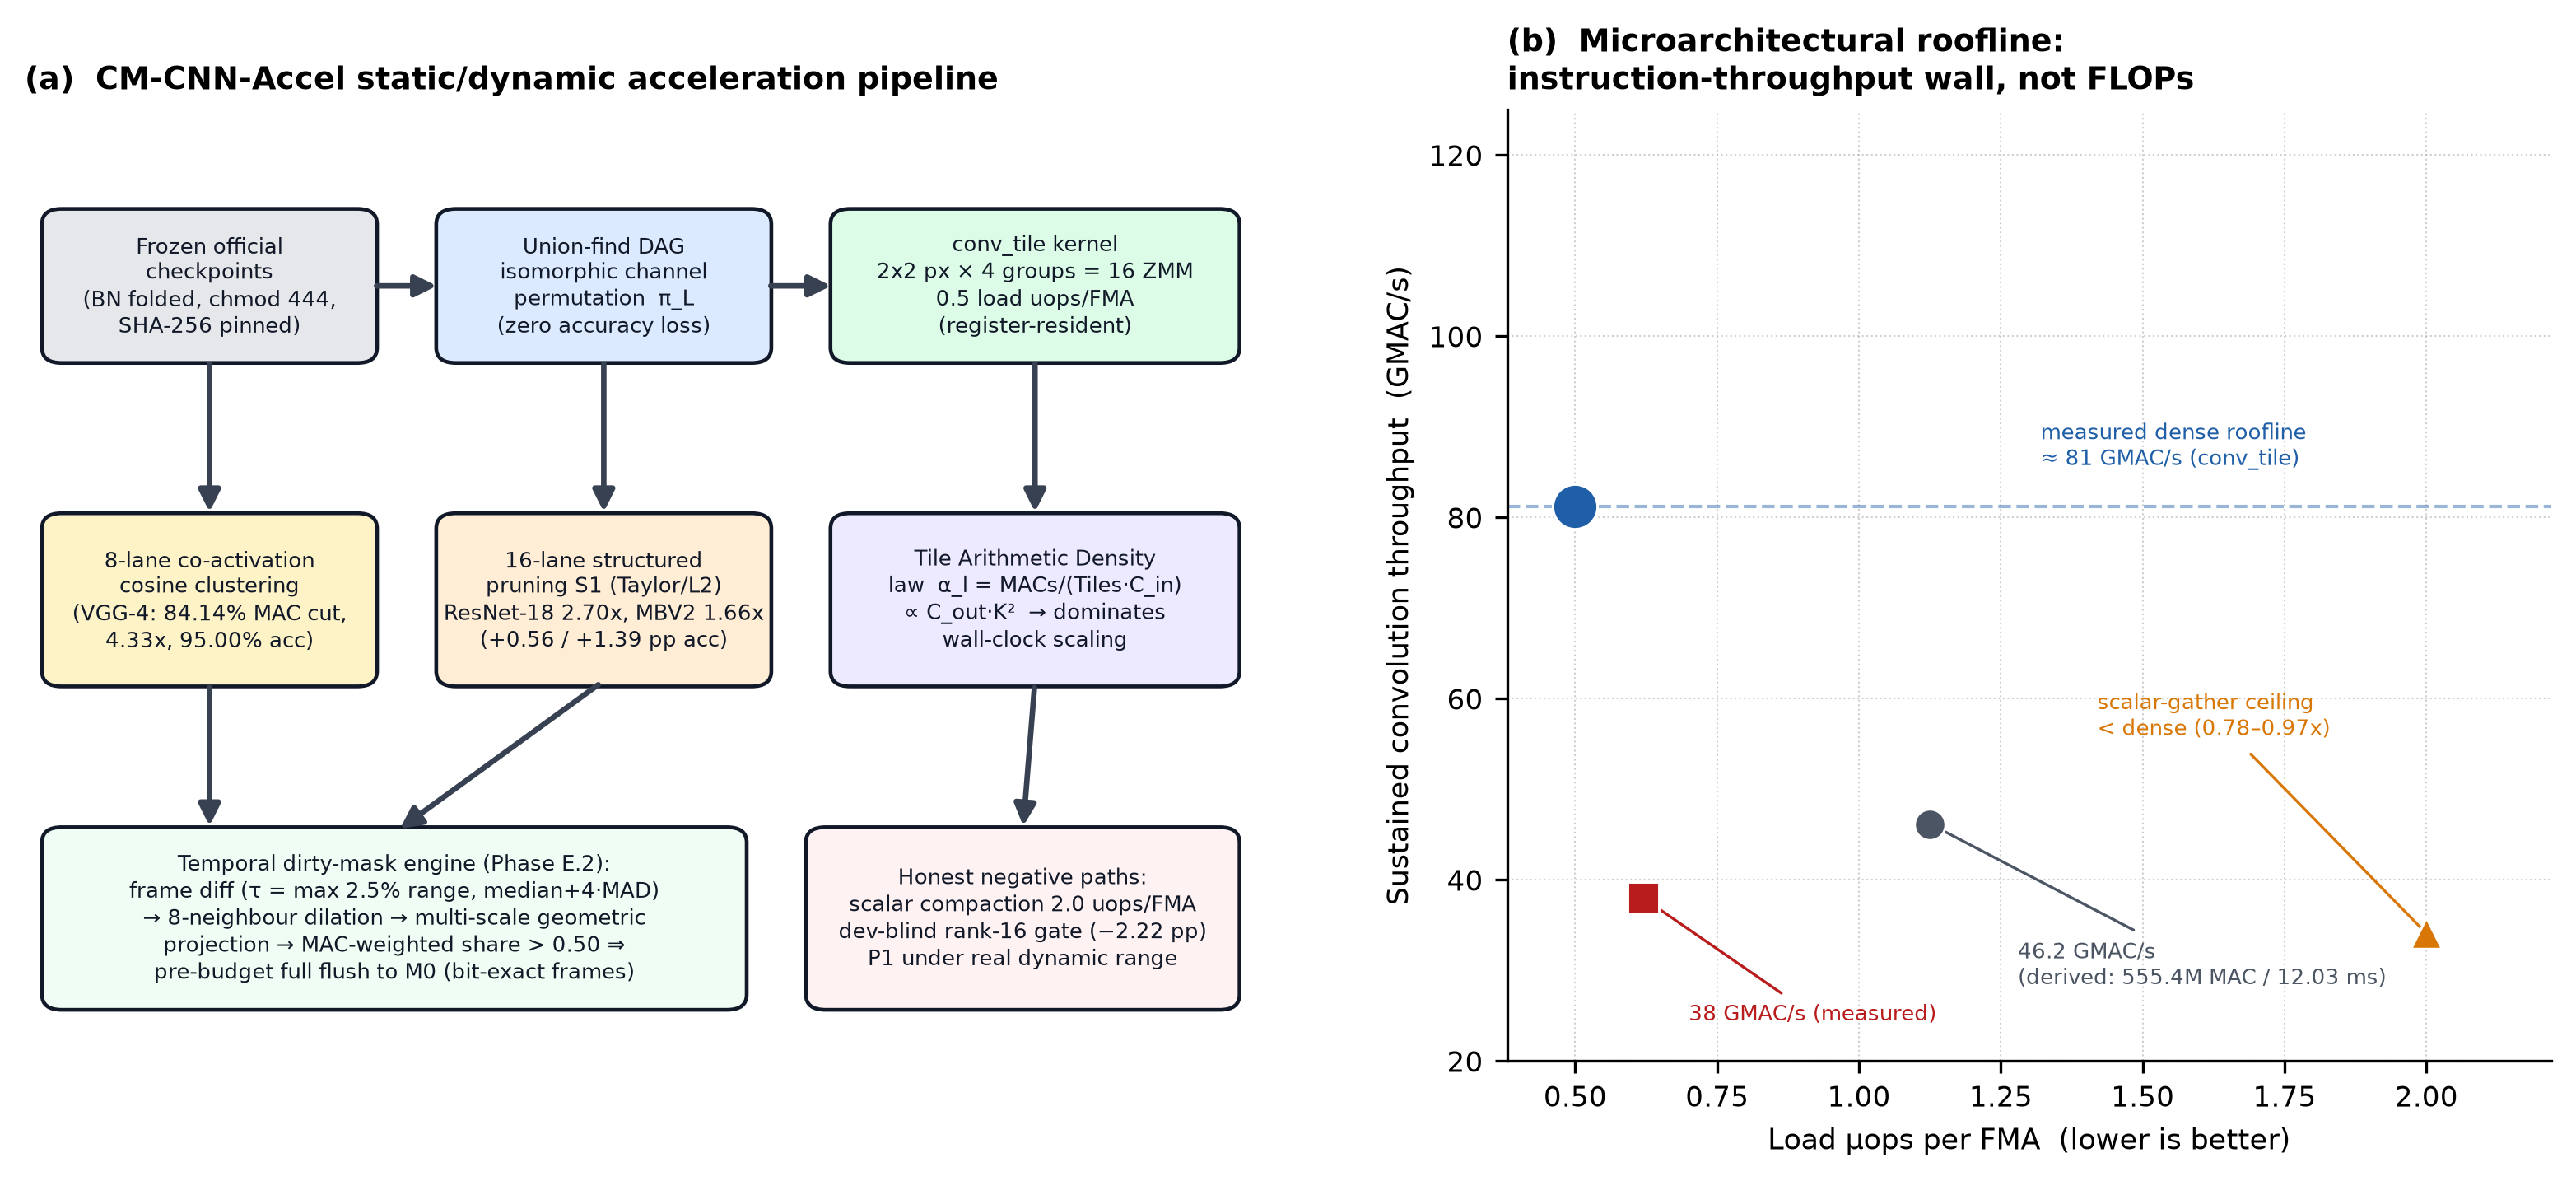 (a)  CM-CNN-Accel static/dynamic acceleration pipeline
Frozen official
checkpoints
(BN folded, chmod 444,
SHA-256 pinned)
Union-find DAG
isomorphic channel
permutation  π_L
(zero accuracy loss)
conv_tile kernel
2x2 px × 4 groups = 16 ZMM
0.5 load uops/FMA
(register-resident)
8-lane co-activation
cosine clustering
(VGG-4: 84.14% MAC cut,
4.33x, 95.00% acc)
16-lane structured
pruning S1 (Taylor/L2)
ResNet-18 2.70x, MBV2 1.66x
(+0.56 / +1.39 pp acc)
Tile Arithmetic Density
law  α_l = MACs/(Tiles·C_in)
∝ C_out·K²  → dominates
wall-clock scaling
Temporal dirty-mask engine (Phase E.2):
frame diff (τ = max 2.5% range, median+4·MAD)
→ 8-neighbour dilation → multi-scale geometric
projection → MAC-weighted share > 0.50 ⇒
pre-budget full flush to M0 (bit-exact frames)
Honest negative paths:
scalar compaction 2.0 uops/FMA
dev-blind rank-16 gate (−2.22 pp)
P1 under real dynamic range
(b)  Microarchitectural roofline:
instruction-throughput wall, not FLOPs
Sustained convolution throughput  (GMAC/s)
120
100
80
60
40
20
measured dense roofline
≈ 81 GMAC/s (conv_tile)
scalar-gather ceiling
< dense (0.78–0.97x)
46.2 GMAC/s
(derived: 555.4M MAC / 12.03 ms)
38 GMAC/s (measured)
0.50 0.75 1.00 1.25 1.50 1.75 2.00
Load μops per FMA  (lower is better)